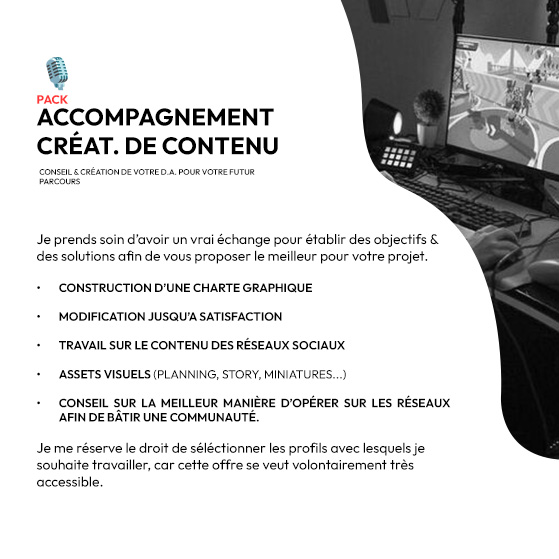 PACK
ACCOMPAGNEMENT
CRÉAT. DE CONTENU
CONSEIL & CRÉATION DE VOTRE D.A. POUR VOTRE FUTUR
PARCOURS
Je prends soin d'avoir un vrai échange pour établir des objectifs &
des solutions afin de vous proposer le meilleur pour votre projet.
• CONSTRUCTION D'UNE CHARTE GRAPHIQUE
• MODIFICATION JUSQU'A SATISFACTION
• TRAVAIL SUR LE CONTENU DES RÉSEAUX SOCIAUX
• ASSETS VISUELS (PLANNING, STORY, MINIATURES...)
• CONSEIL SUR LA MEILLEUR MANIÈRE D'OPÉRER SUR LES RÉSEAUX
AFIN DE BÂTIR UNE COMMUNAUTÉ.
Je me réserve le droit de séléctionner les profils avec lesquels je
souhaite travailler, car cette offre se veut volontairement très
accessible.